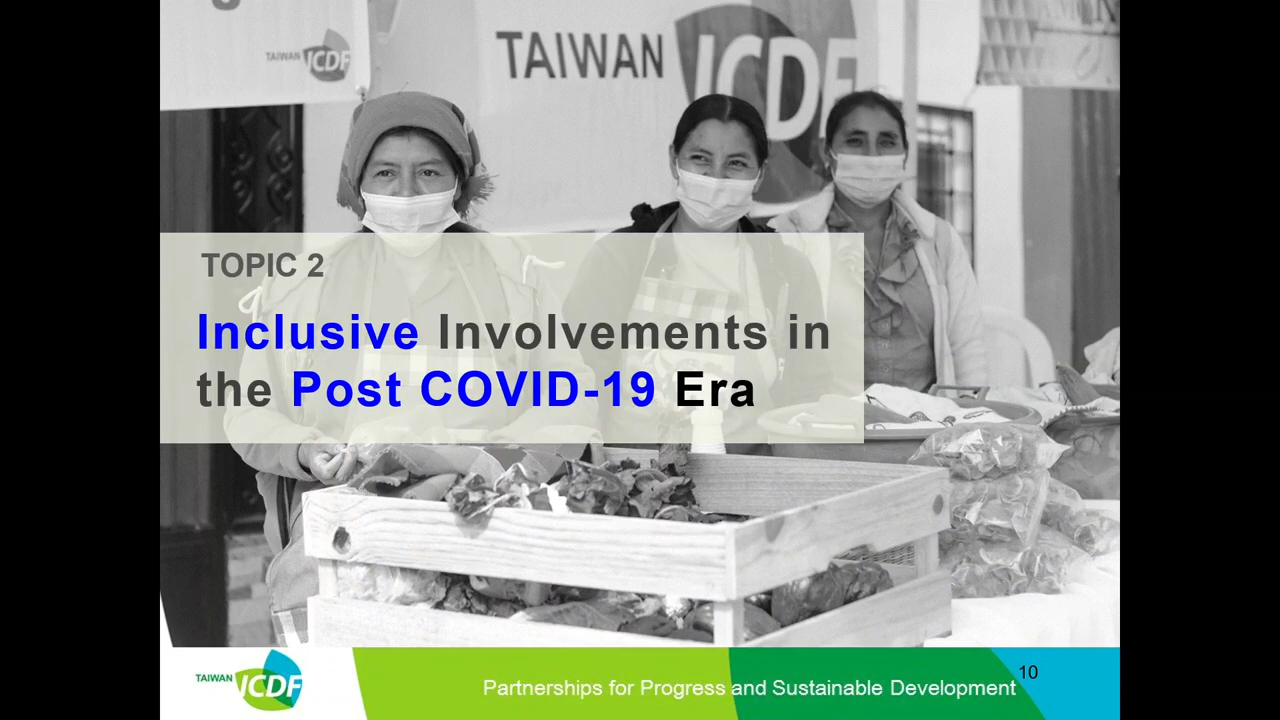 TAIWAN ICDF
TAIWAN ICDF
TOPIC 2
Inclusive Involvements in
the Post COVID-19 Era
TAIWAN ICDF
Partnerships for Progress and Sustainable Development
10